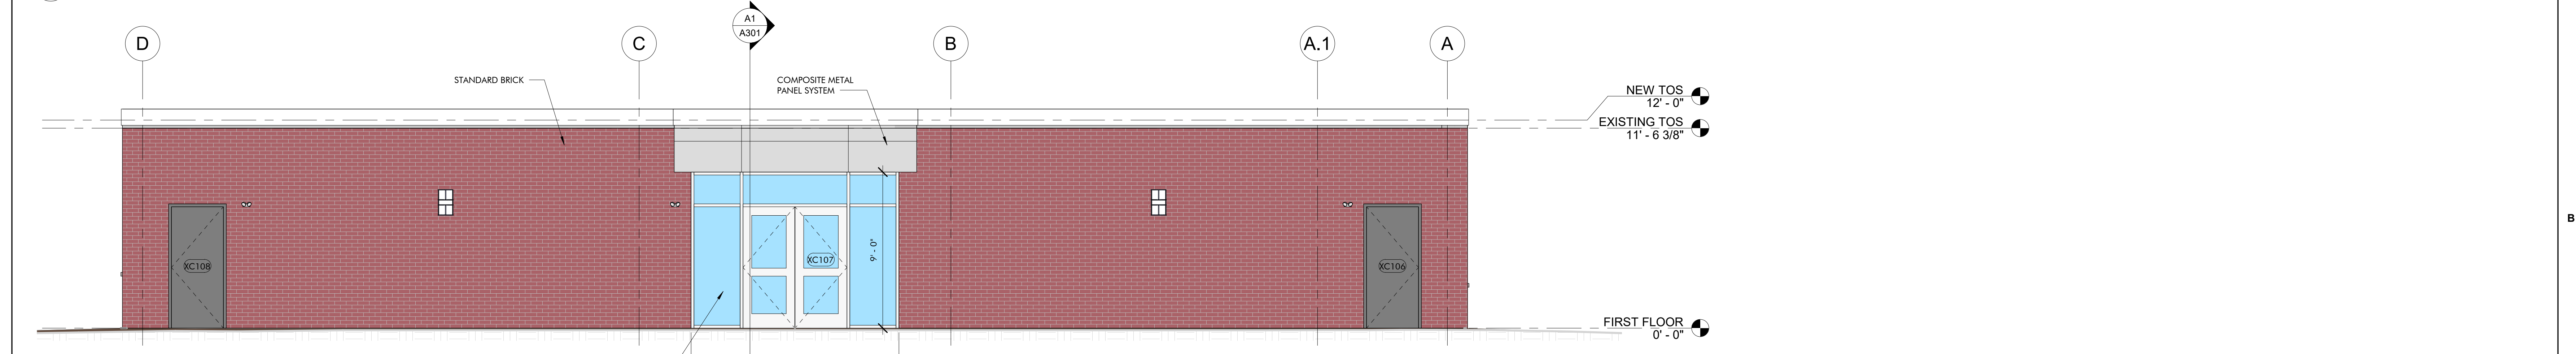 A1
A301
D
C
B
A.1
A
STANDARD BRICK
COMPOSITE METAL
PANEL SYSTEM
NEW TOS
12' - 0"
EXISTING TOS
11' - 6 3/8"
XC108
XC107
9' - 0"
XC106
B
FIRST FLOOR
0' - 0"